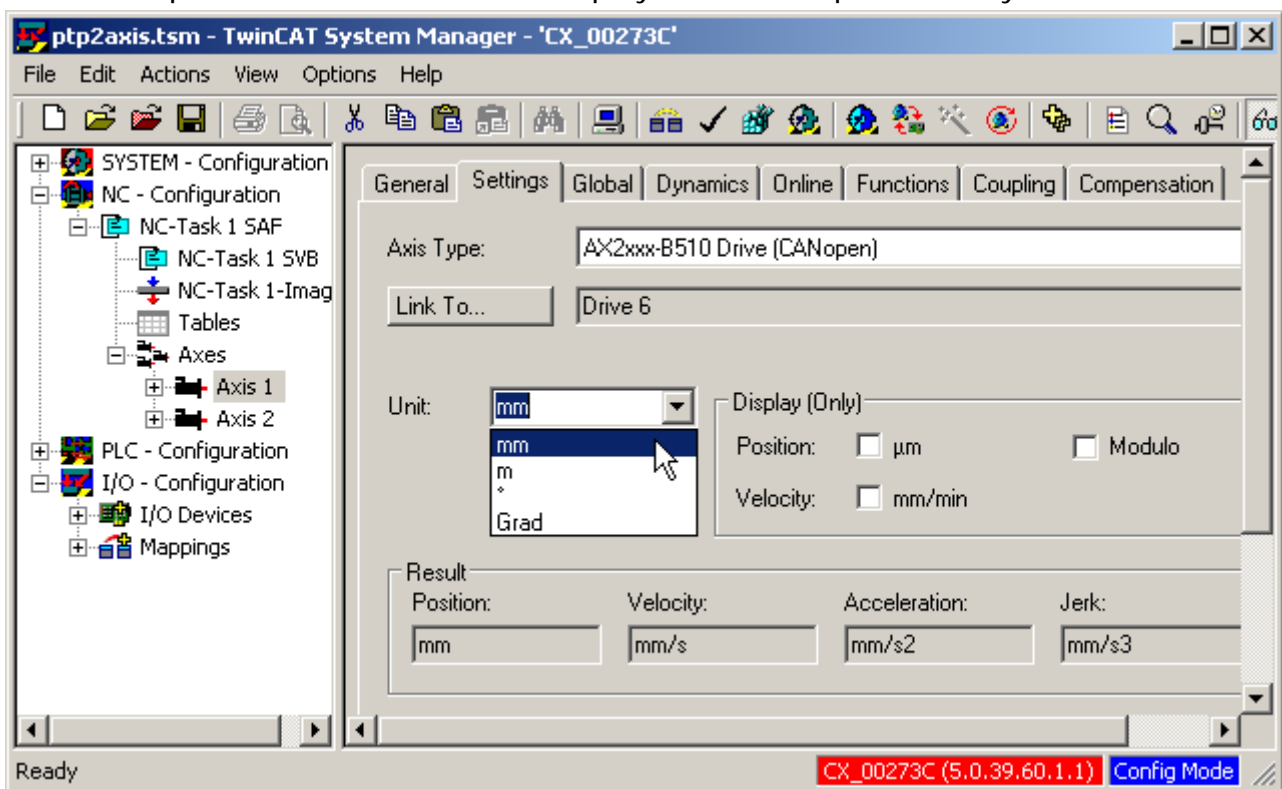 ptp2axis.tsm - TwinCAT System Manager - 'CX_00273C'
File Edit Actions View Options Help
SYSTEM - Configuration
NC - Configuration
NC-Task 1 SAF
NC-Task 1 SVB
NC-Task 1-Imag
Tables
Axes
Axis 1
Axis 2
PLC - Configuration
I/O - Configuration
I/O Devices
Mappings
General Settings Global Dynamics Online Functions Coupling Compensation
Axis Type: AX2xxx-B510 Drive (CANopen)
Link To... Drive 6
Unit: mm
mm
m
°
Grad
Display (Only)
Position: µm Modulo
Velocity: mm/min
Result
Position: Velocity: Acceleration: Jerk:
mm mm/s mm/s2 mm/s3
Ready CX_00273C (5.0.39.60.1.1) Config Mode